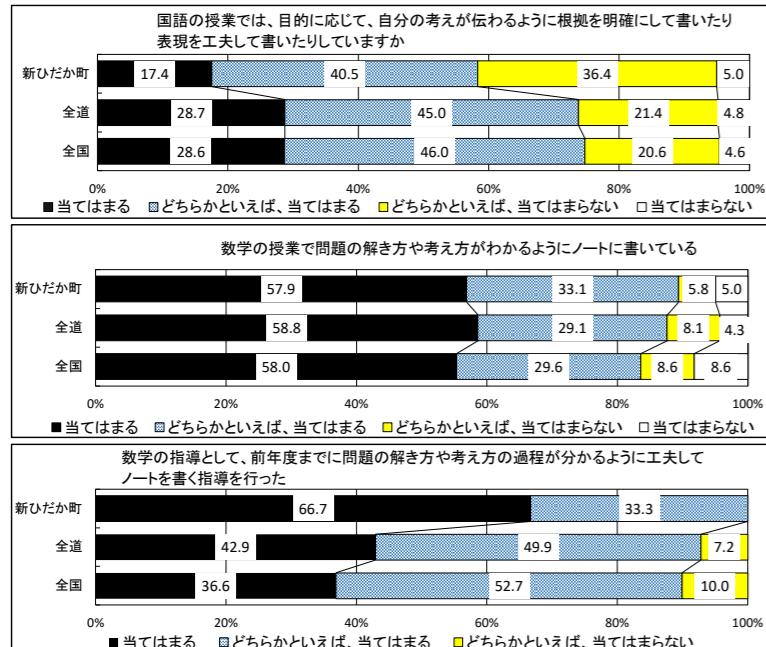 国語の授業では、目的に応じて、自分の考えが伝わるように根拠を明確にして書いたり
表現を工夫して書いたりしていますか
新ひだか町 17.4 40.5 36.4 5.0
全道 28.7 45.0 21.4 4.8
全国 28.6 46.0 20.6 4.6
0% 20% 40% 60% 80% 100%
当てはまる どちらかといえば、当てはまる どちらかといえば、当てはまらない 当てはまらない
数学の授業で問題の解き方や考え方がわかるようにノートに書いている
新ひだか町 57.9 33.1 5.8 5.0
全道 58.8 29.1 8.1 4.3
全国 58.0 29.6 8.6 8.6
0% 20% 40% 60% 80% 100%
当てはまる どちらかといえば、当てはまる どちらかといえば、当てはまらない 当てはまらない
数学の指導として、前年度までに問題の解き方や考え方の過程が分かるように工夫して
ノートを書く指導を行った
新ひだか町 66.7 33.3
全道 42.9 49.9 7.2
全国 36.6 52.7 10.0
0% 20% 40% 60% 80% 100%
当てはまる どちらかといえば、当てはまる どちらかといえば、当てはまらない